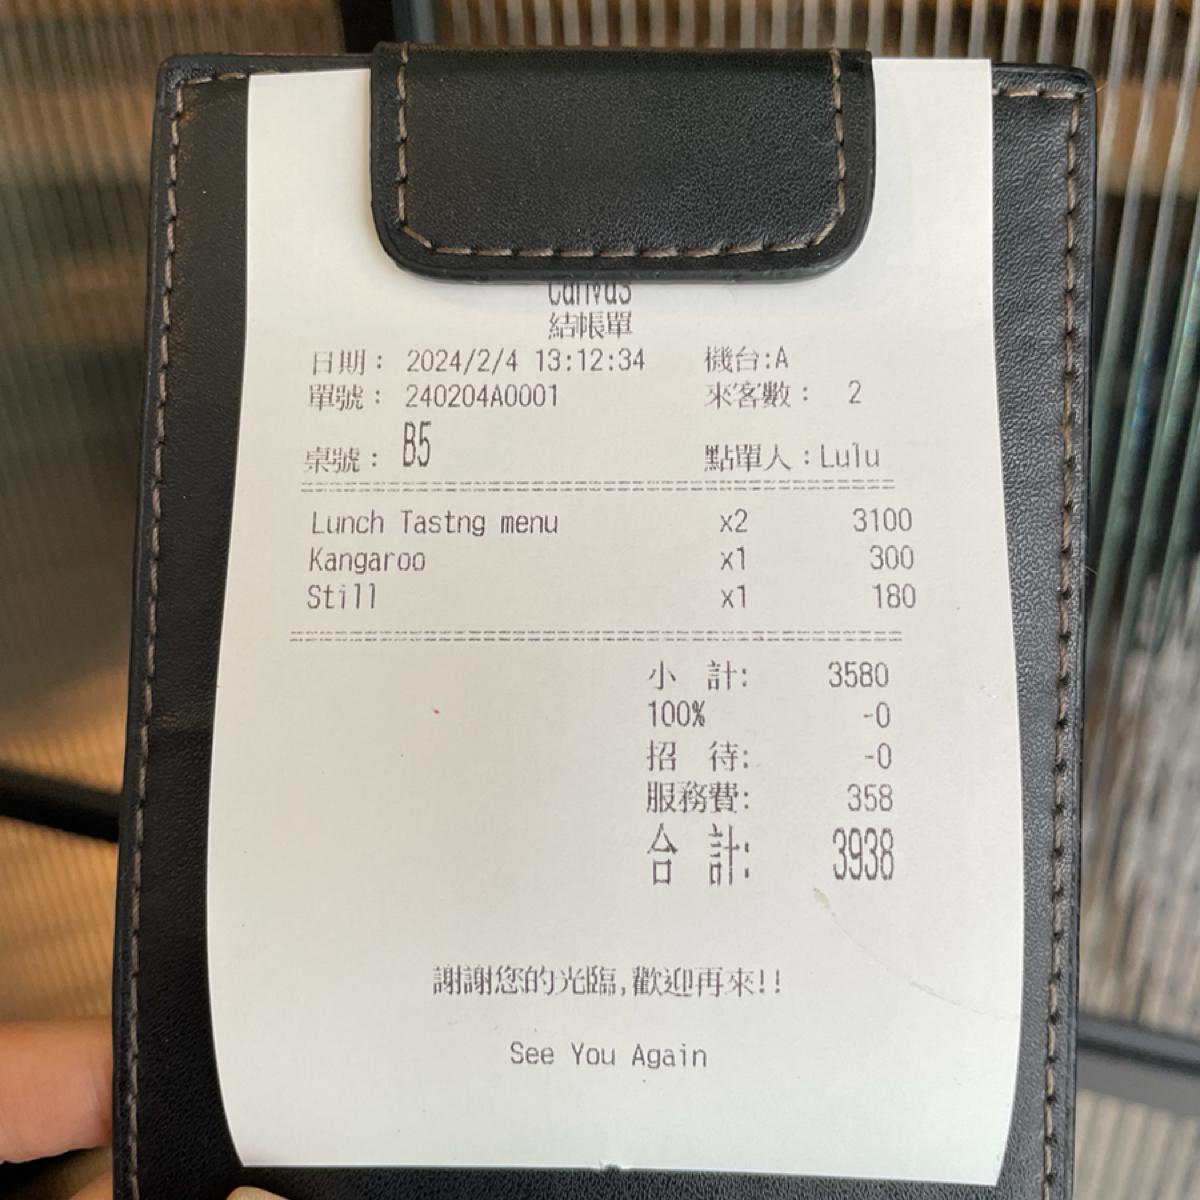 Canvas
結帳單
日期： 2024/2/4 13:12:34 機台:A
單號： 240204A0001 來客數： 2
桌號： B5 點單人：Lulu
Lunch Tastng menu x2 3100
Kangaroo x1 300
Still x1 180
小 計: 3580
100% -0
招 待: -0
服務費: 358
合 計: 3938
謝謝您的光臨,歡迎再來!!
See You Again